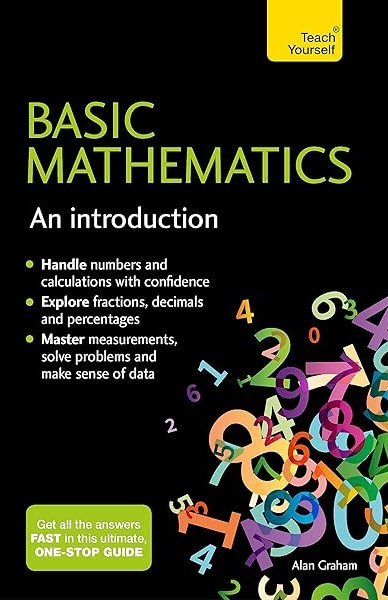 Teach®
Yourself
BASIC
MATHEMATICS
An introduction
• Handle numbers and
calculations with confidence
• Explore fractions, decimals
and percentages
• Master measurements,
solve problems and
make sense of data
Get all the answers
FAST in this ultimate,
ONE-STOP GUIDE
Alan Graham